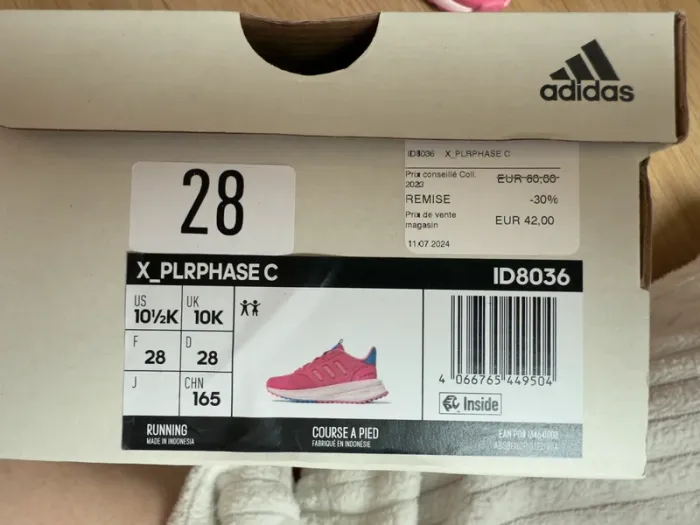 adidas
28
ID8036 X_PLRPHASE C
Prix conseillé Coll. EUR 60,00
REMISE -30%
Prix de vente
magasin EUR 42,00
11.07.2024
X_PLRPHASE C ID8036
US UK
10½K 10K
F D
28 28
J CHN
165
4 066765 449504
Inside
RUNNING COURSE A PIED
MADE IN INDONESIA FABRIQUÉ EN INDONÉSIE